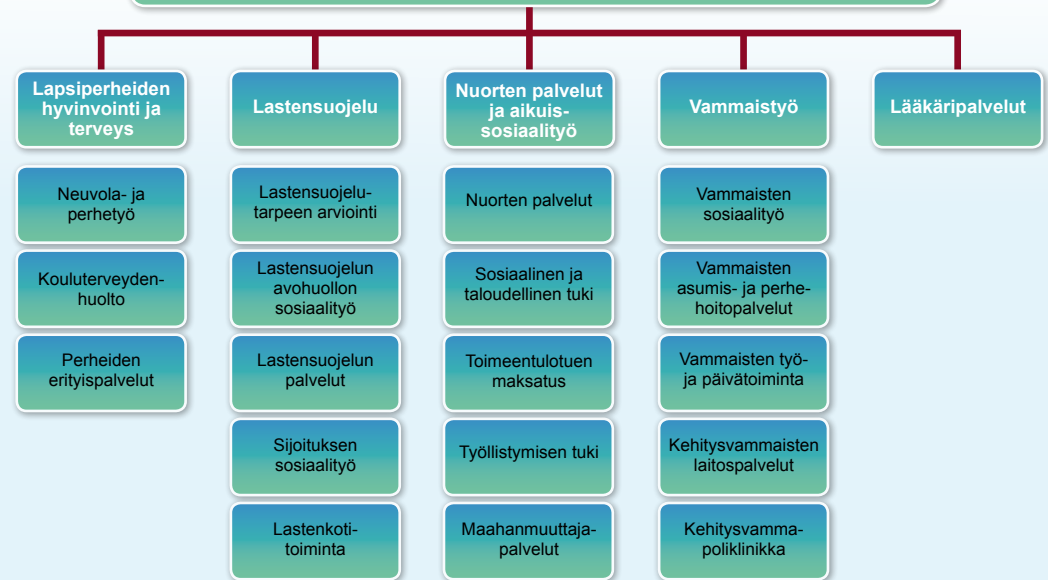 Lapsiperheiden
hyvinvointi ja
terveys
Lastensuojelu
Nuorten palvelut
ja aikuis-
sosiaalityö
Vammaistyö
Lääkäripalvelut
Neuvola- ja
perhetyö
Kouluterveyden-
huolto
Perheiden
erityispalvelut
Lastensuojelu-
tarpeen arviointi
Lastensuojelun
avohuollon
sosiaalityö
Lastensuojelun
palvelut
Sijoituksen
sosiaalityö
Lastenkoti-
toiminta
Nuorten palvelut
Sosiaalinen ja
taloudellinen tuki
Toimeentulotuen
maksatus
Työllistymisen tuki
Maahanmuuttaja-
palvelut
Vammaisten
sosiaalityö
Vammaisten
asumis- ja perhe-
hoitopalvelut
Vammaisten työ-
ja päivätoiminta
Kehitysvammaisten
laitospalvelut
Kehitysvamma-
poliklinikka